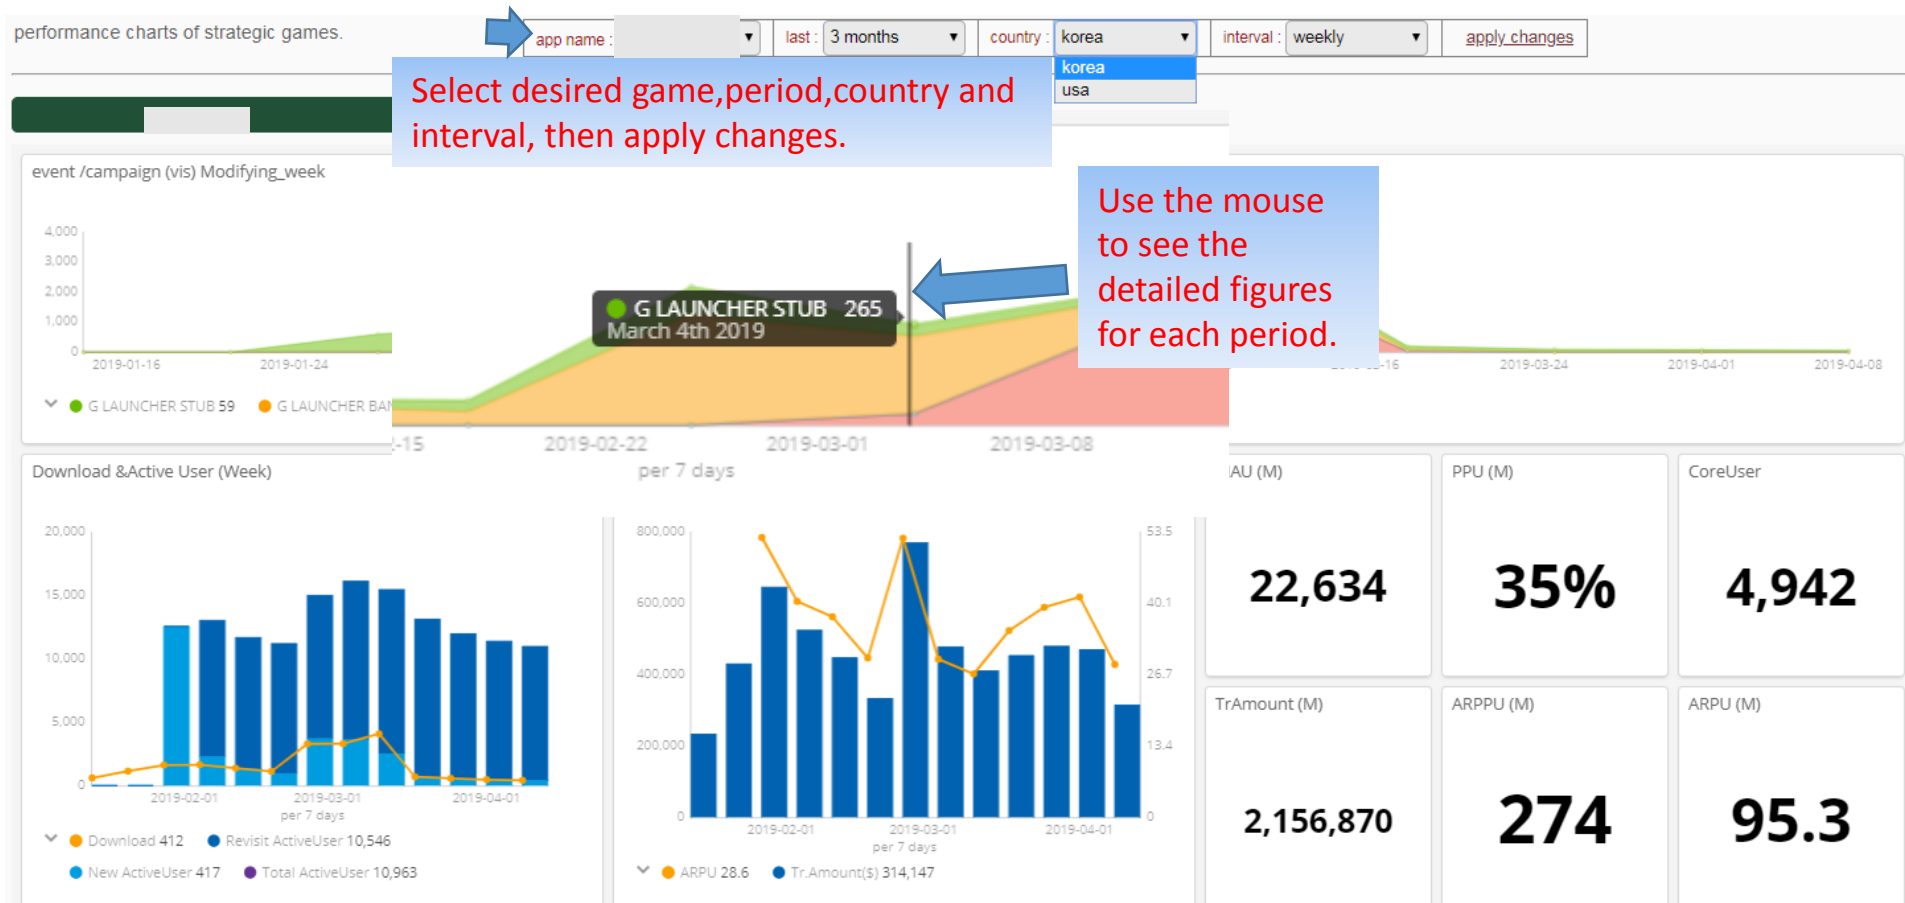 performance charts of strategic games.
app name :
last : 3 months
country : korea
interval : weekly
apply changes
korea
usa
Select desired game,period,country and
interval, then apply changes.
event /campaign (vis) Modifying_week
Use the mouse
to see the
detailed figures
for each period.
4,000
3,000
2,000
1,000
0
G LAUNCHER STUB 265
March 4th 2019
2019-01-16
2019-01-24
2019-03-24
2019-04-01
2019-04-08
G LAUNCHER STUB 59
G LAUNCHER BAN
2019-02-22
2019-03-01
2019-03-08
per 7 days
Download &Active User (Week)
20,000
15,000
10,000
5,000
0
2019-02-01
2019-03-01
2019-04-01
per 7 days
Download 412
Revisit ActiveUser 10,546
New ActiveUser 417
Total ActiveUser 10,963
800,000
600,000
400,000
200,000
0
53.5
40.1
26.7
13.4
0
2019-02-01
2019-03-01
2019-04-01
per 7 days
ARPU 28.6
Tr.Amount($) 314,147
AU (M)
22,634
PPU (M)
35%
CoreUser
4,942
TrAmount (M)
2,156,870
ARPPU (M)
274
ARPU (M)
95.3